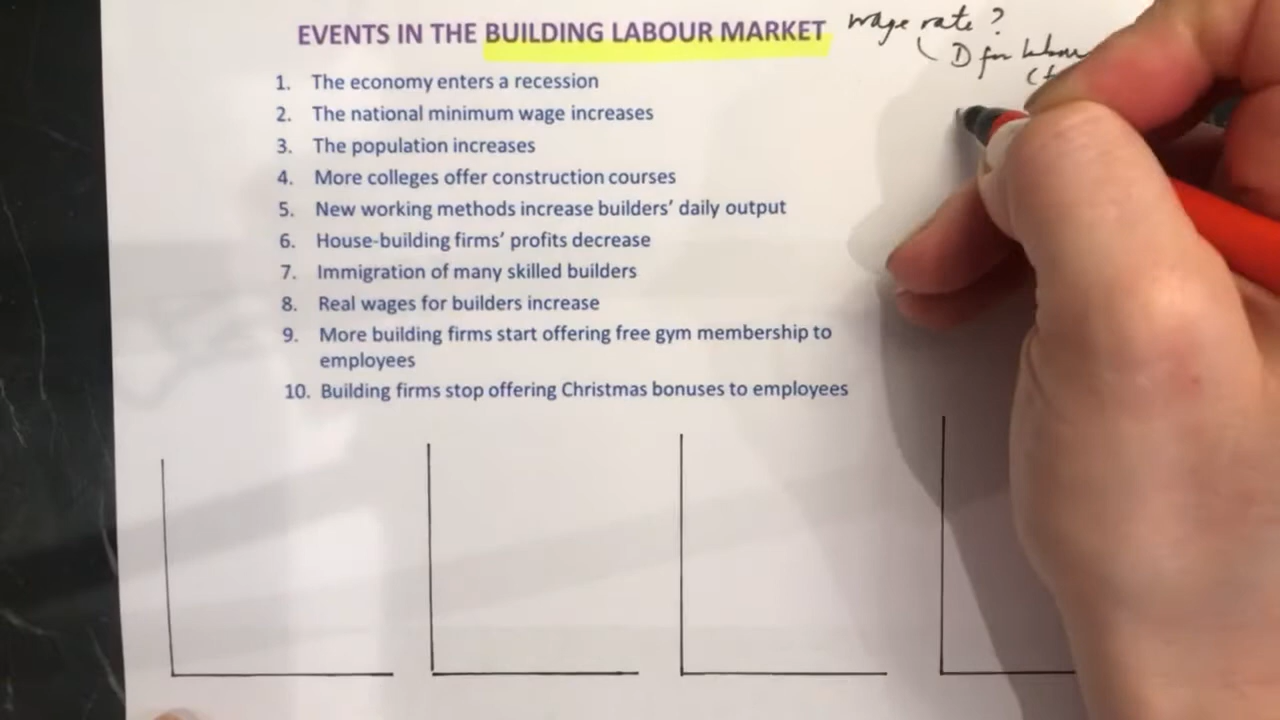 EVENTS IN THE BUILDING LABOUR MARKET
wage rate ?
D for labour
1. The economy enters a recession
2. The national minimum wage increases
3. The population increases
4. More colleges offer construction courses
5. New working methods increase builders' daily output
6. House-building firms' profits decrease
7. Immigration of many skilled builders
8. Real wages for builders increase
9. More building firms start offering free gym membership to
employees
10. Building firms stop offering Christmas bonuses to employees